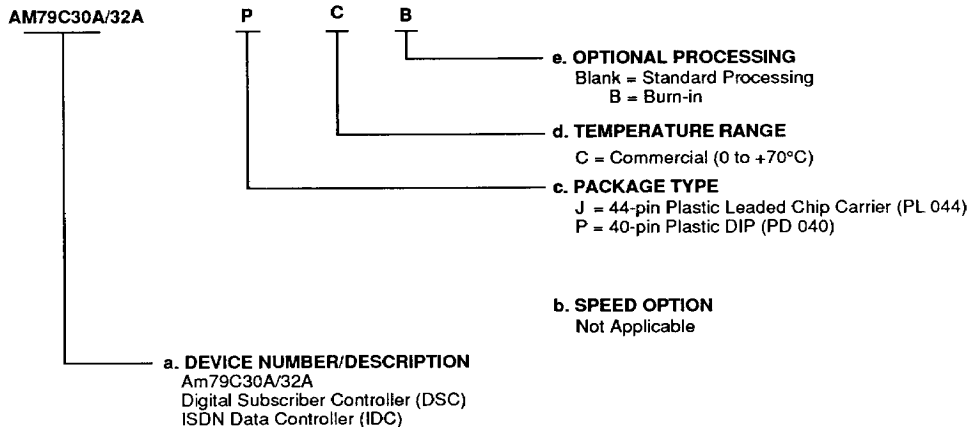 AM79C30A/32A P C B
e. OPTIONAL PROCESSING
Blank = Standard Processing
B = Burn-in
d. TEMPERATURE RANGE
C = Commercial (0 to +70°C)
c. PACKAGE TYPE
J = 44-pin Plastic Leaded Chip Carrier (PL 044)
P = 40-pin Plastic DIP (PD 040)
b. SPEED OPTION
Not Applicable
a. DEVICE NUMBER/DESCRIPTION
Am79C30A/32A
Digital Subscriber Controller (DSC)
ISDN Data Controller (IDC)